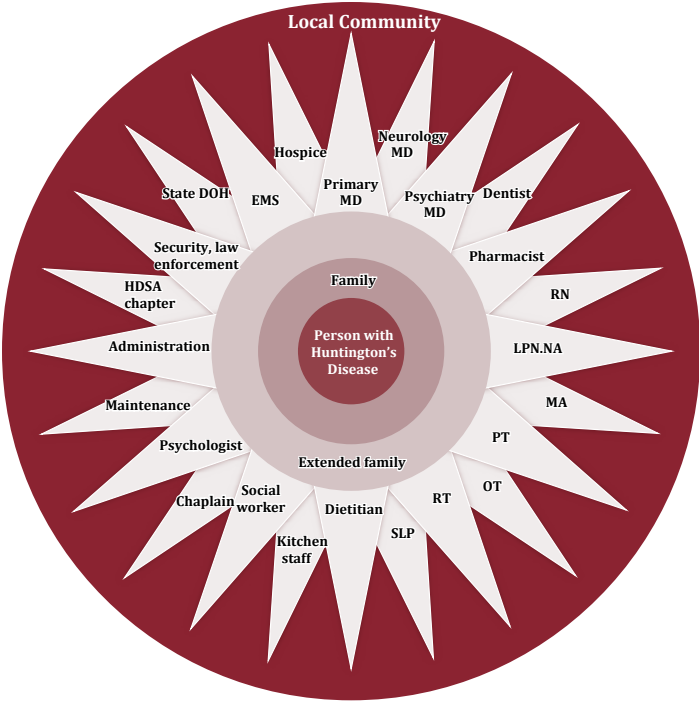 Local Community
Neurology
MD
Hospice
Primary
MD
Psychiatry
MD
Dentist
State DOH
EMS
Security, law
enforcement
Pharmacist
Family
HDSA
chapter
RN
Person with
Huntington’s
Disease
Administration
LPN.NA
Maintenance
MA
Psychologist
PT
Extended family
Chaplain
Social
worker
OT
RT
Dietitian
SLP
Kitchen
staff